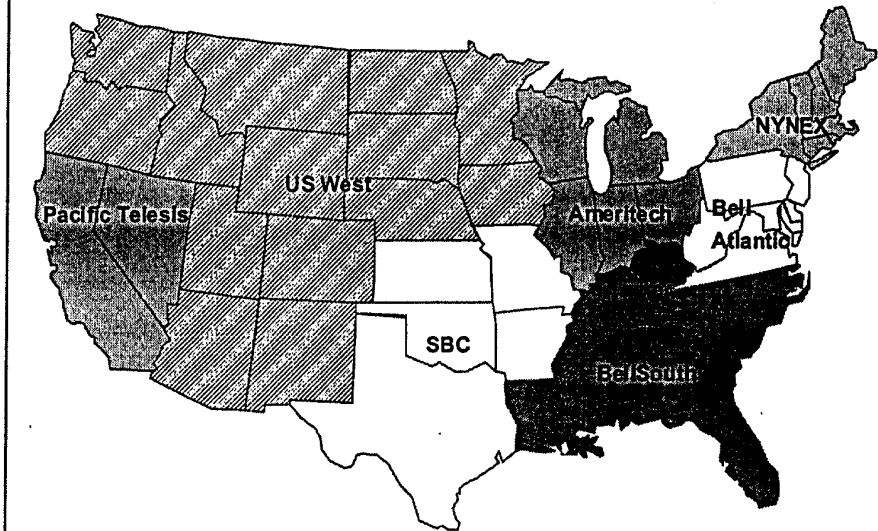 NYNEX
US West
Pacific Telesis
Ameritech
Bell
Atlantic
SBC
BellSouth